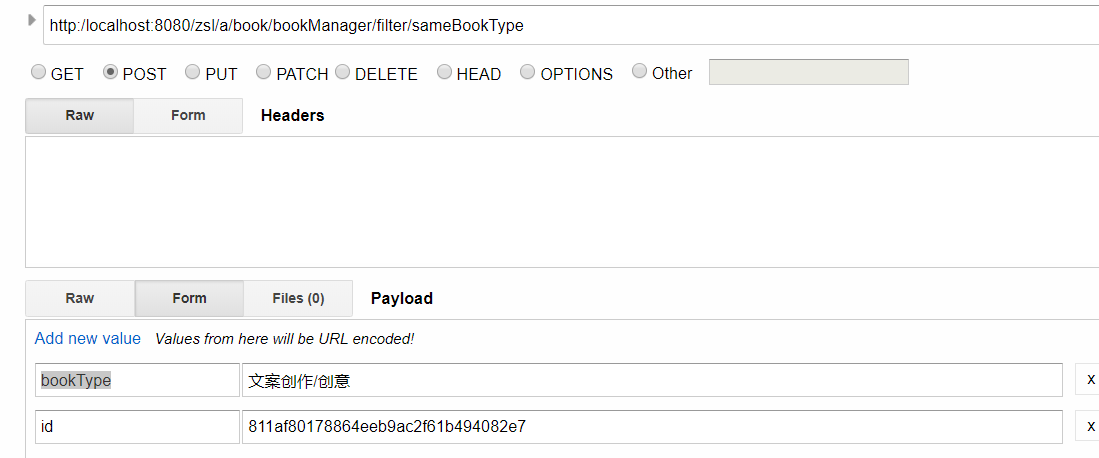 http://localhost:8080/zsl/a/book/bookManager/filter/sameBookType
GET POST PUT PATCH DELETE HEAD OPTIONS Other
Raw Form Headers
Raw Form Files (0) Payload
Add new value Values from here will be URL encoded!
bookType 文案创作/创意 x
id 811af80178864eeb9ac2f61b494082e7 x